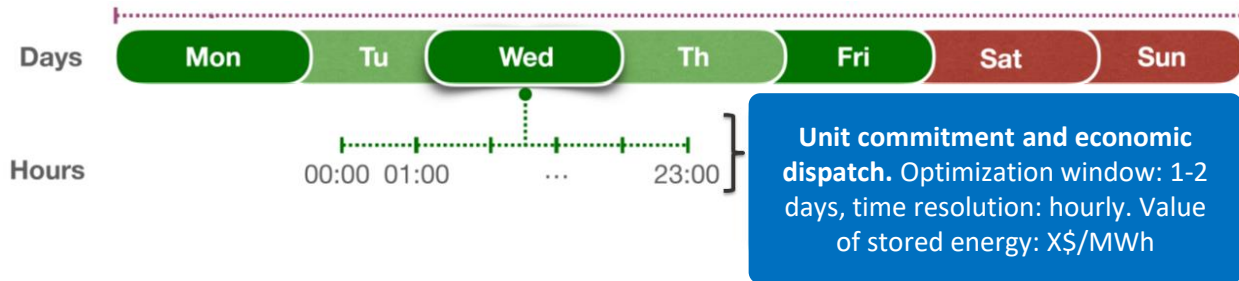 Days Mon Tu Wed Th Fri Sat Sun
Hours 00:00 01:00 ... 23:00
Unit commitment and economic
dispatch. Optimization window: 1-2
days, time resolution: hourly. Value
of stored energy: X$/MWh